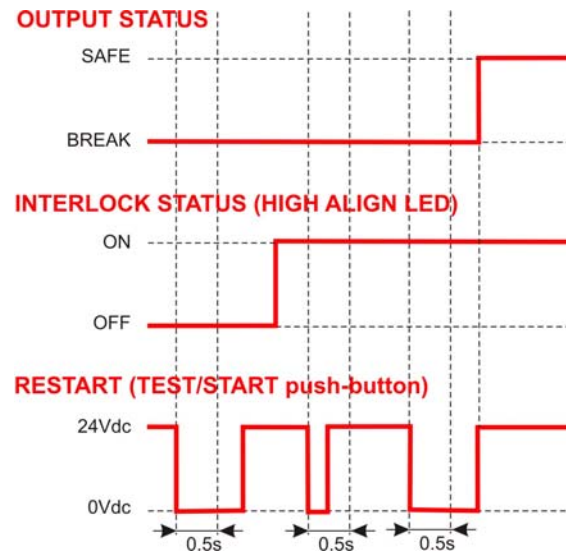 OUTPUT STATUS
SAFE
BREAK
INTERLOCK STATUS (HIGH ALIGN LED)
ON
OFF
RESTART (TEST/START push-button)
24Vdc
0Vdc
0.5s 0.5s 0.5s